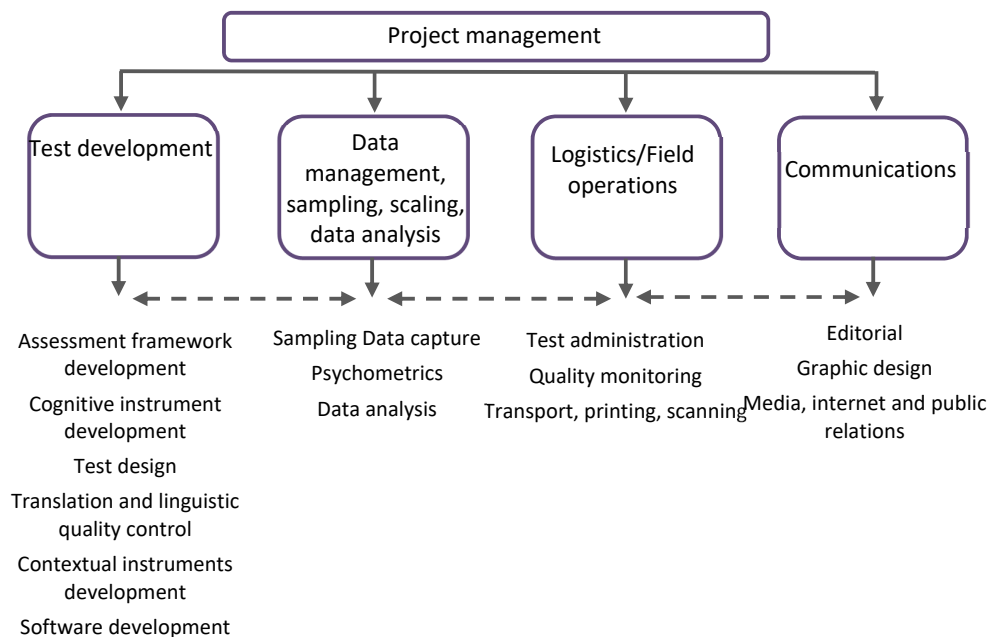 Project management
Test development
Data
management,
sampling, scaling,
data analysis
Logistics/Field
operations
Communications
Assessment framework
development
Cognitive instrument
development
Test design
Translation and linguistic
quality control
Contextual instruments
development
Software development
Sampling Data capture
Psychometrics
Data analysis
Test administration
Quality monitoring
Transport, printing, scanning
Editorial
Graphic design
Media, internet and public
relations